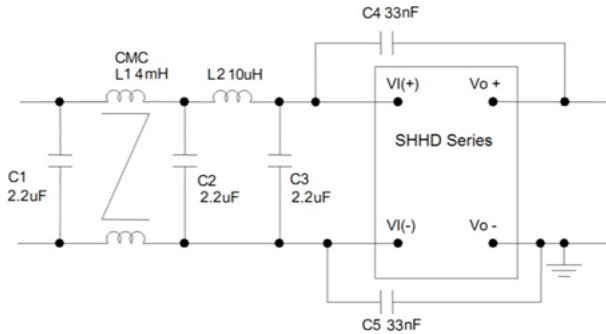 C4 33nF
CMC
L1 4mH
L2 10uH
VI(+)
Vo +
SHHD Series
C1
2.2uF
C2
2.2uF
C3
2.2uF
VI(-)
Vo -
C5 33nF